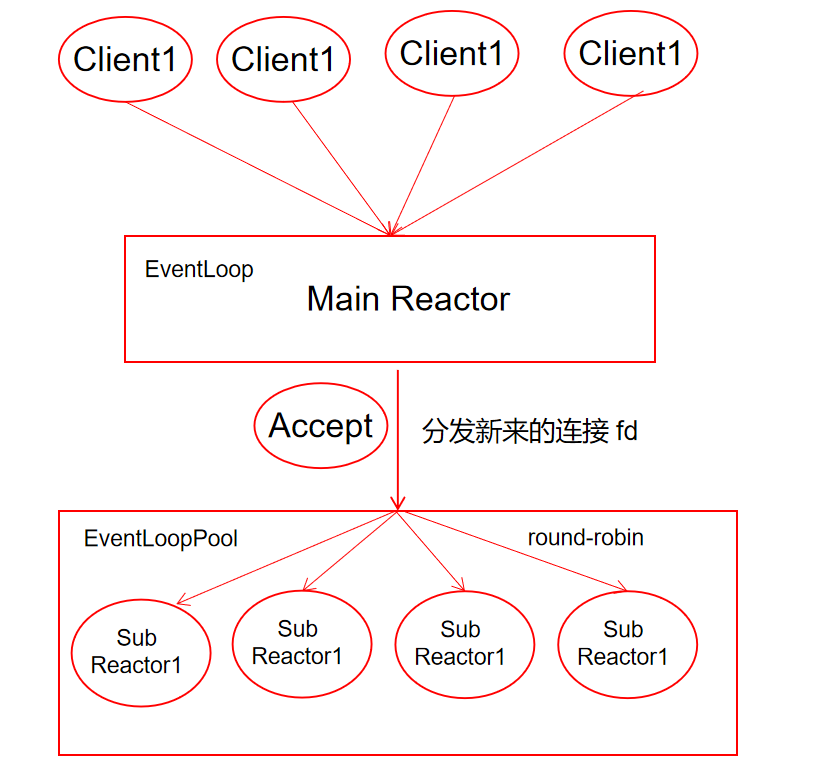 Client1
Client1
Client1
Client1
EventLoop
Main Reactor
Accept
分发新来的连接 fd
EventLoopPool
round-robin
Sub
Reactor1
Sub
Reactor1
Sub
Reactor1
Sub
Reactor1